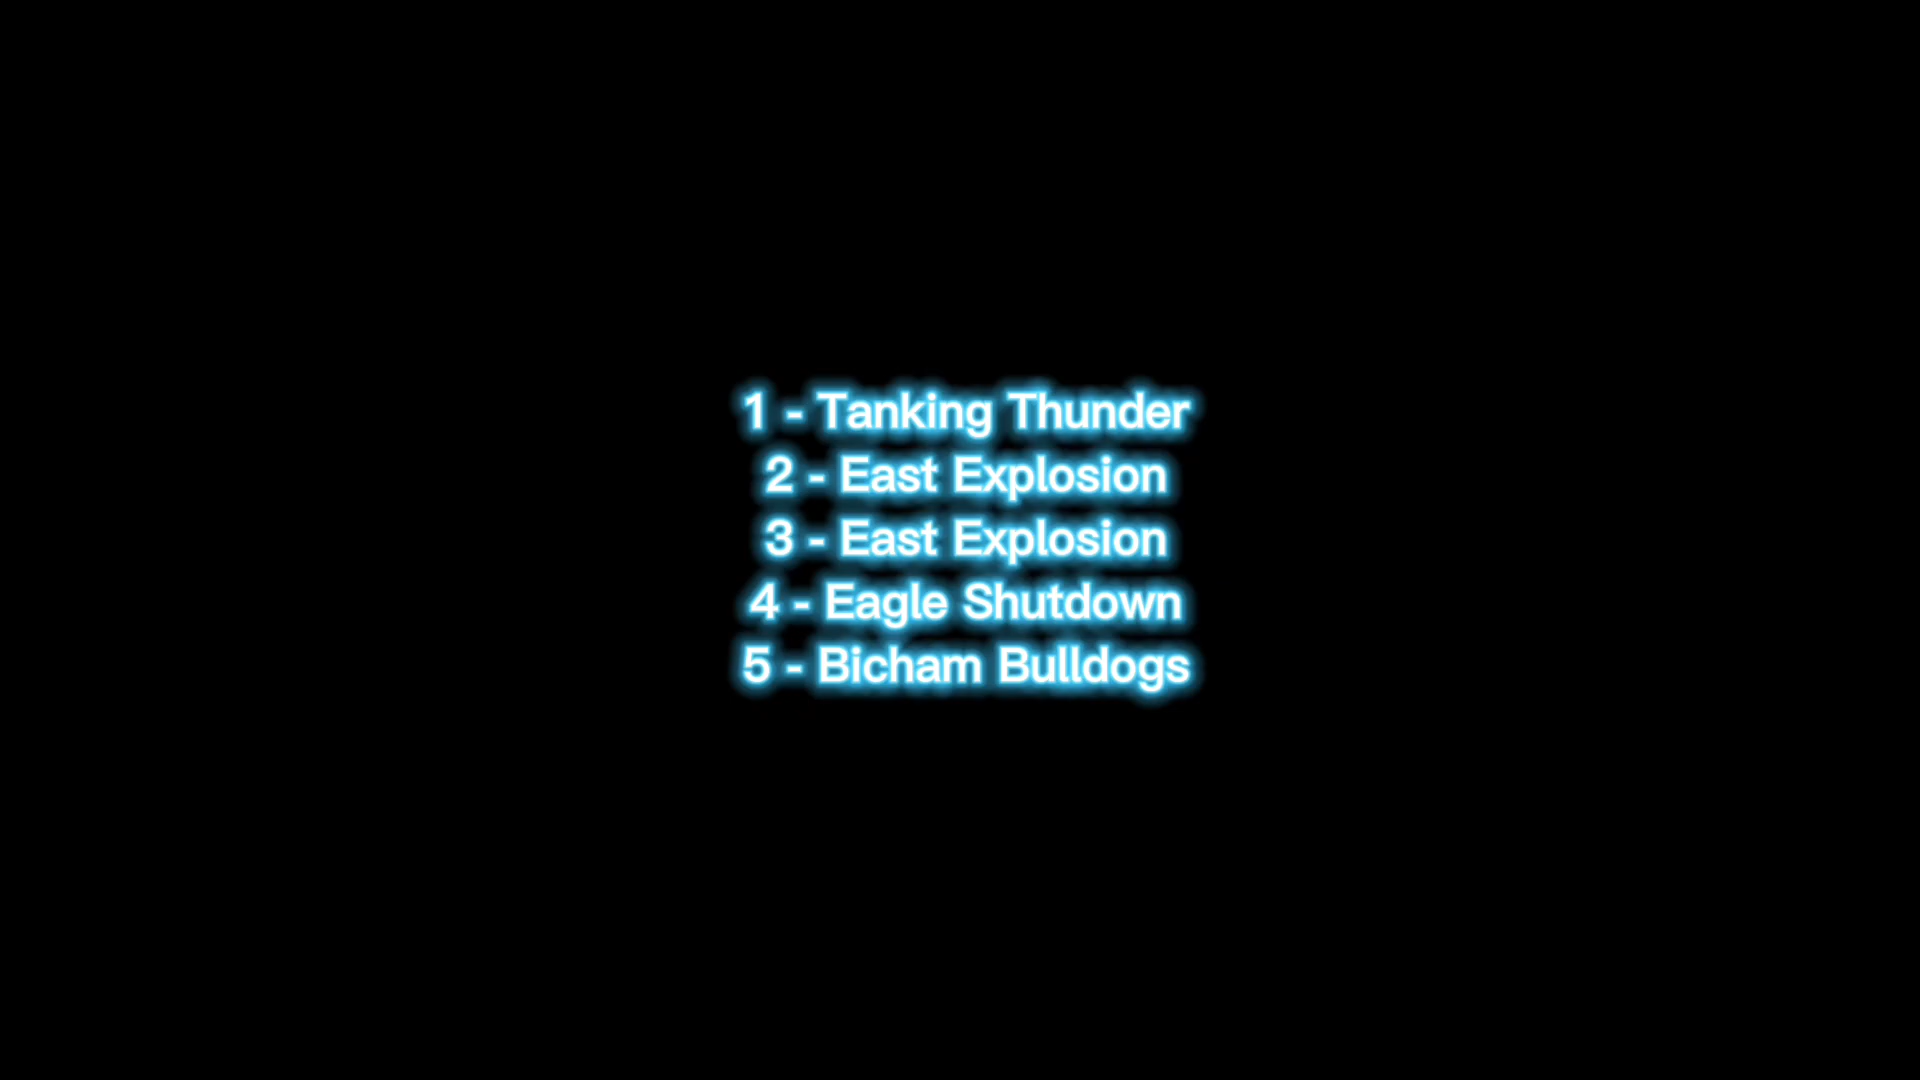 1 - Tanking Thunder
2 - East Explosion
3 - East Explosion
4 - Eagle Shutdown
5 - Bicham Bulldogs